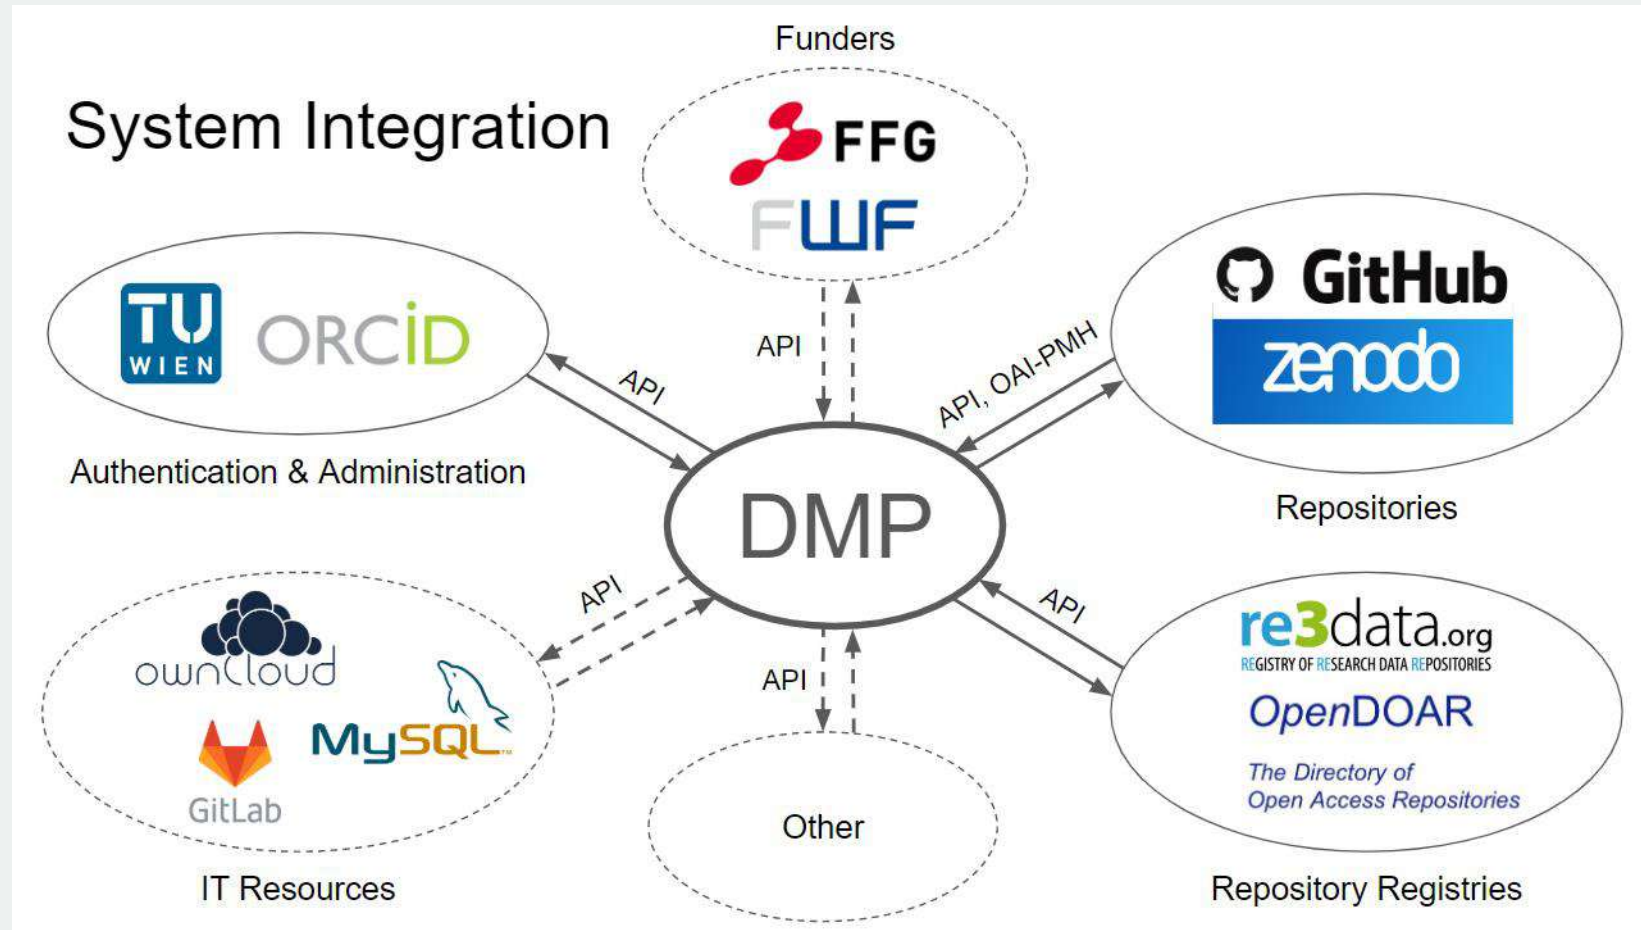 Funders
System Integration
FFG
FWF
TU
WIEN
ORCiD
GitHub
zenodo
API
API
API, OAI-PMH
Authentication & Administration
DMP
Repositories
ownCloud
GitLab
MySQL™
API
API
API
re3data.org
REGISTRY OF RESEARCH DATA REPOSITORIES
OpenDOAR
The Directory of
Open Access Repositories
Other
IT Resources
Repository Registries